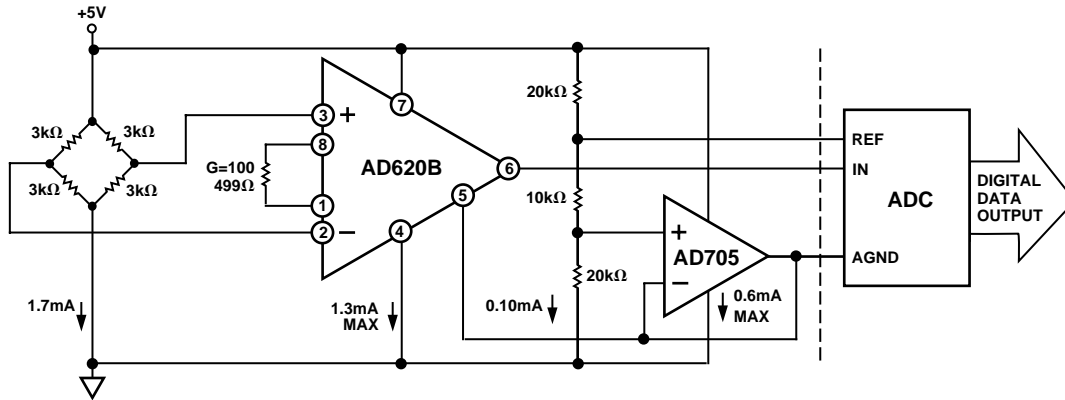 +5V
3kΩ
3kΩ
3kΩ
3kΩ
1.7mA
G=100
499Ω
3
+
8
1
2
−
7
AD620B
6
5
4
1.3mA
MAX
20kΩ
10kΩ
20kΩ
0.10mA
+
AD705
−
0.6mA
MAX
REF
IN
ADC
AGND
DIGITAL
DATA
OUTPUT